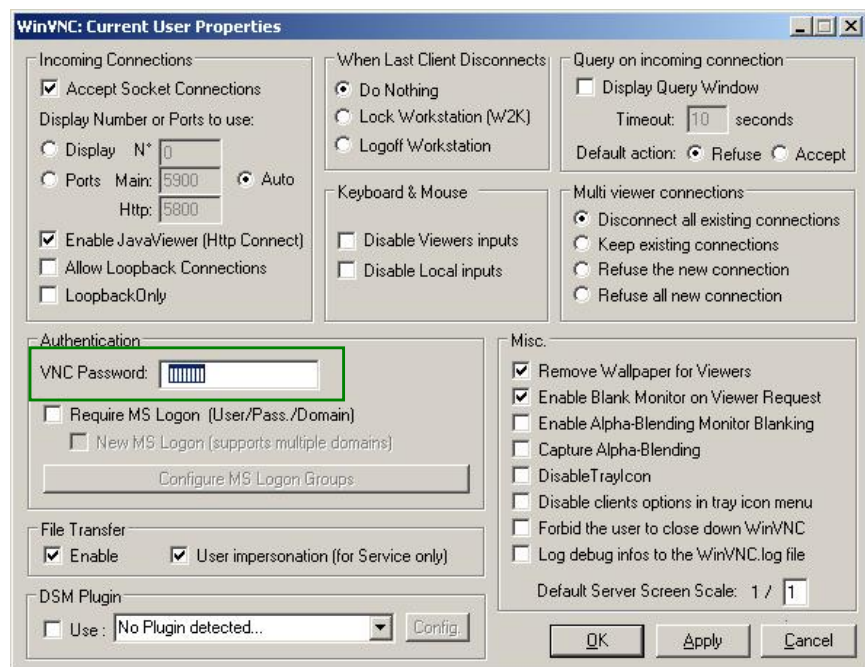 WinVNC: Current User Properties
Incoming Connections
Accept Socket Connections
Display Number or Ports to use:
Display N° 0
Ports Main: 5900 Auto
Http: 5800
Enable JavaViewer (Http Connect)
Allow Loopback Connections
LoopbackOnly
When Last Client Disconnects
Do Nothing
Lock Workstation (W2K)
Logoff Workstation
Keyboard & Mouse
Disable Viewers inputs
Disable Local inputs
Query on incoming connection
Display Query Window
Timeout: 10 seconds
Default action: Refuse Accept
Multi viewer connections
Disconnect all existing connections
Keep existing connections
Refuse the new connection
Refuse all new connection
Authentication
VNC Password:
Require MS Logon (User/Pass./Domain)
New MS Logon (supports multiple domains)
Configure MS Logon Groups
File Transfer
Enable User impersonation (for Service only)
DSM Plugin
Use : No Plugin detected... Config.
Misc.
Remove Wallpaper for Viewers
Enable Blank Monitor on Viewer Request
Enable Alpha-Blending Monitor Blanking
Capture Alpha-Blending
DisableTrayIcon
Disable clients options in tray icon menu
Forbid the user to close down WinVNC
Log debug infos to the WinVNC.log file
Default Server Screen Scale: 1 / 1
OK Apply Cancel